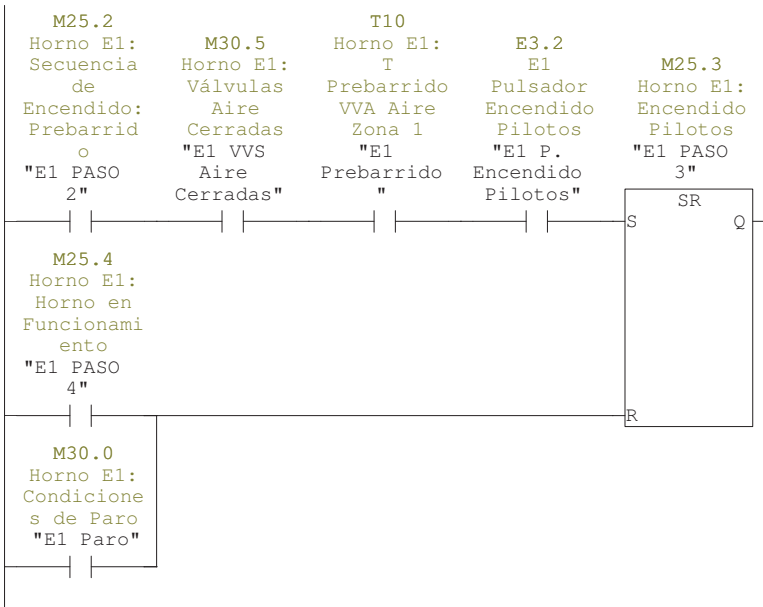 M25.2
Horno E1:
Secuencia
de
Encendido:
Prebarrid
o
"E1 PASO
2"
M30.5
Horno E1:
Válvulas
Aire
Cerradas
"E1 VVS
Aire
Cerradas"
T10
Horno E1:
T
Prebarrido
VVA Aire
Zona 1
"E1
Prebarrido
"
E3.2
E1
Pulsador
Encendido
Pilotos
"E1 P.
Encendido
Pilotos"
M25.3
Horno E1:
Encendido
Pilotos
"E1 PASO
3"
SR
S
Q
M25.4
Horno E1:
Horno en
Funcionami
ento
"E1 PASO
4"
R
M30.0
Horno E1:
Condicione
s de Paro
"E1 Paro"